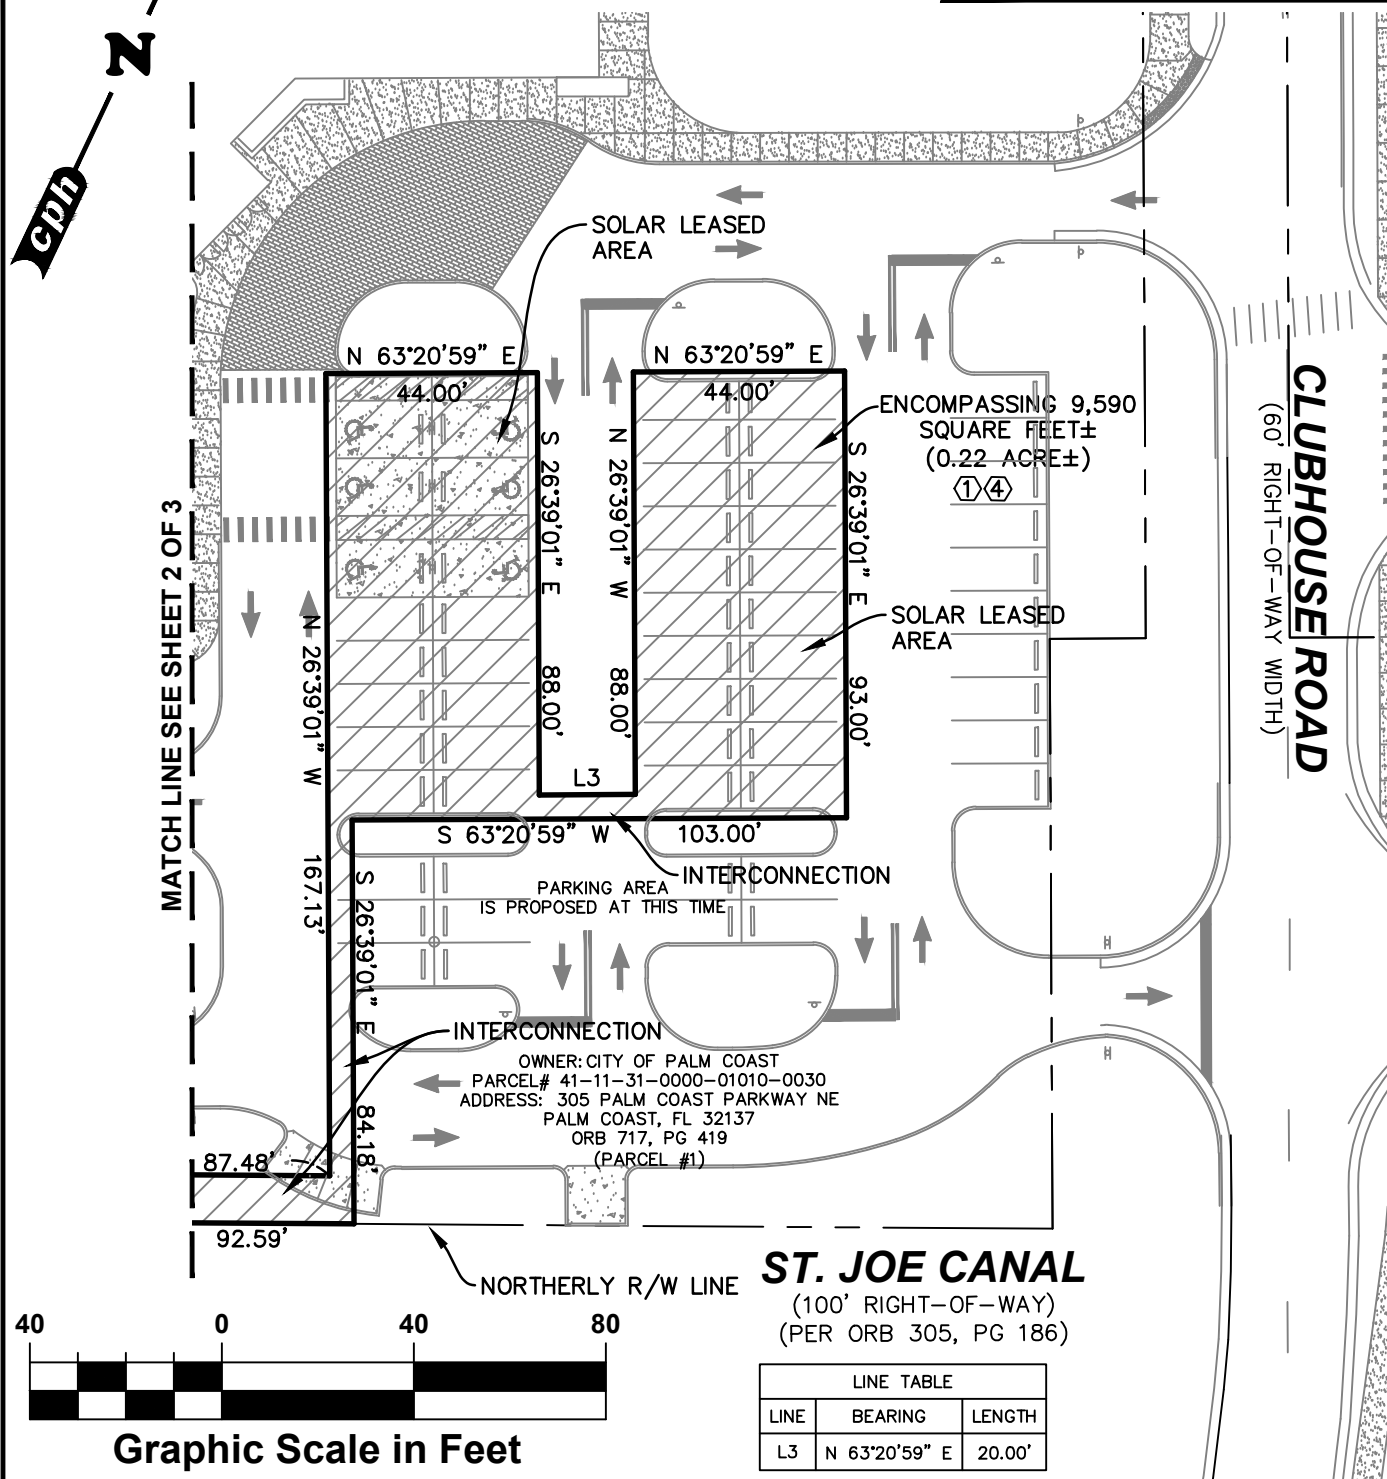 N
cph
SOLAR LEASED
AREA
N 63°20'59" E
44.00'
N 63°20'59" E
44.00'
ENCOMPASSING 9,590
SQUARE FEET±
(0.22 ACRE±)
1 4
S 26°39'01" E
88.00'
N 26°39'01" W
88.00'
S 26°39'01" E
93.00'
SOLAR LEASED
AREA
CLUBHOUSE ROAD
(60' RIGHT-OF-WAY WIDTH)
MATCH LINE SEE SHEET 2 OF 3
N 26°39'01" W
167.13'
L3
S 63°20'59" W
103.00'
INTERCONNECTION
PARKING AREA
IS PROPOSED AT THIS TIME
S 26°39'01" E
84.18'
INTERCONNECTION
OWNER: CITY OF PALM COAST
PARCEL# 41-11-31-0000-01010-0030
ADDRESS: 305 PALM COAST PARKWAY NE
PALM COAST, FL 32137
ORB 717, PG 419
(PARCEL #1)
87.48'
92.59'
NORTHERLY R/W LINE
ST. JOE CANAL
(100' RIGHT-OF-WAY)
(PER ORB 305, PG 186)
40 0 40 80
Graphic Scale in Feet
LINE TABLE
LINE BEARING LENGTH
L3 N 63°20'59" E 20.00'